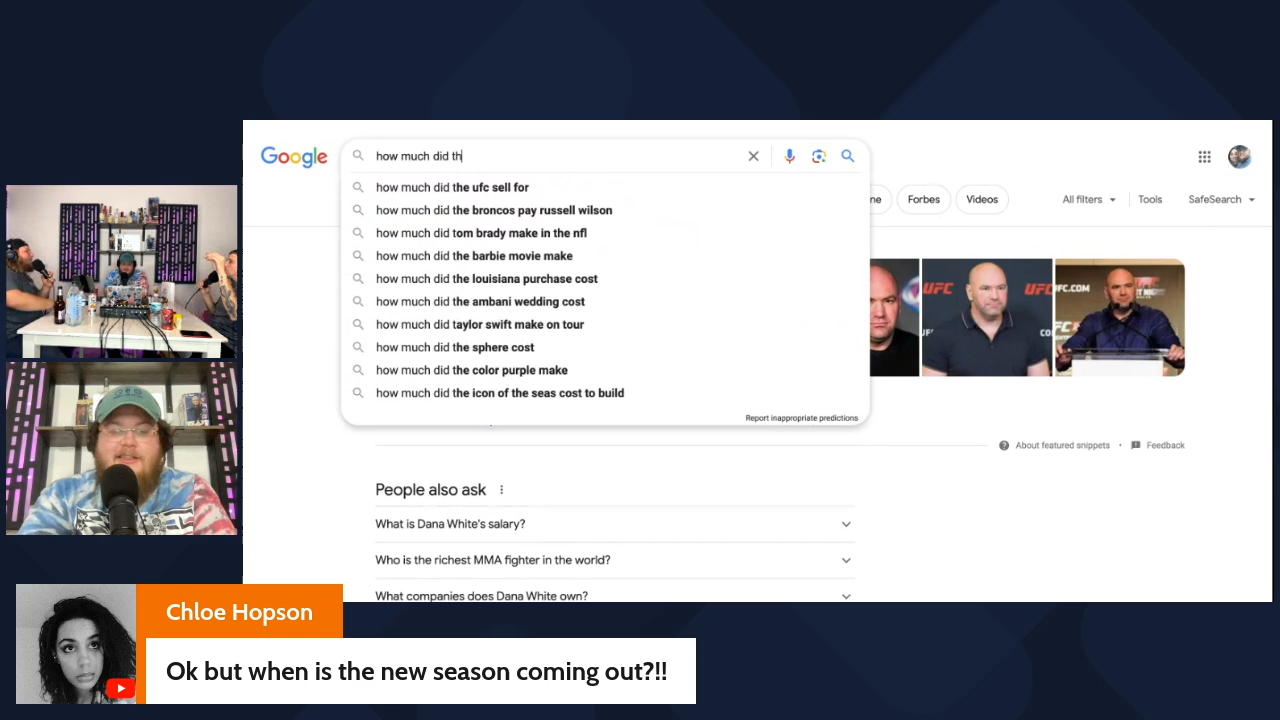 Google
how much did th
how much did the ufc sell for
how much did the broncos pay russell wilson
how much did tom brady make in the nfl
how much did the barbie movie make
how much did the louisiana purchase cost
how much did the ambani wedding cost
how much did taylor swift make on tour
how much did the sphere cost
how much did the color purple make
how much did the icon of the seas cost to build
Report inappropriate predictions
ne Forbes Videos All filters Tools SafeSearch
UFC UFC UFC.COM
About featured snippets • Feedback
People also ask
What is Dana White's salary?
Who is the richest MMA fighter in the world?
What companies does Dana White own?
Chloe Hopson
Ok but when is the new season coming out?!!